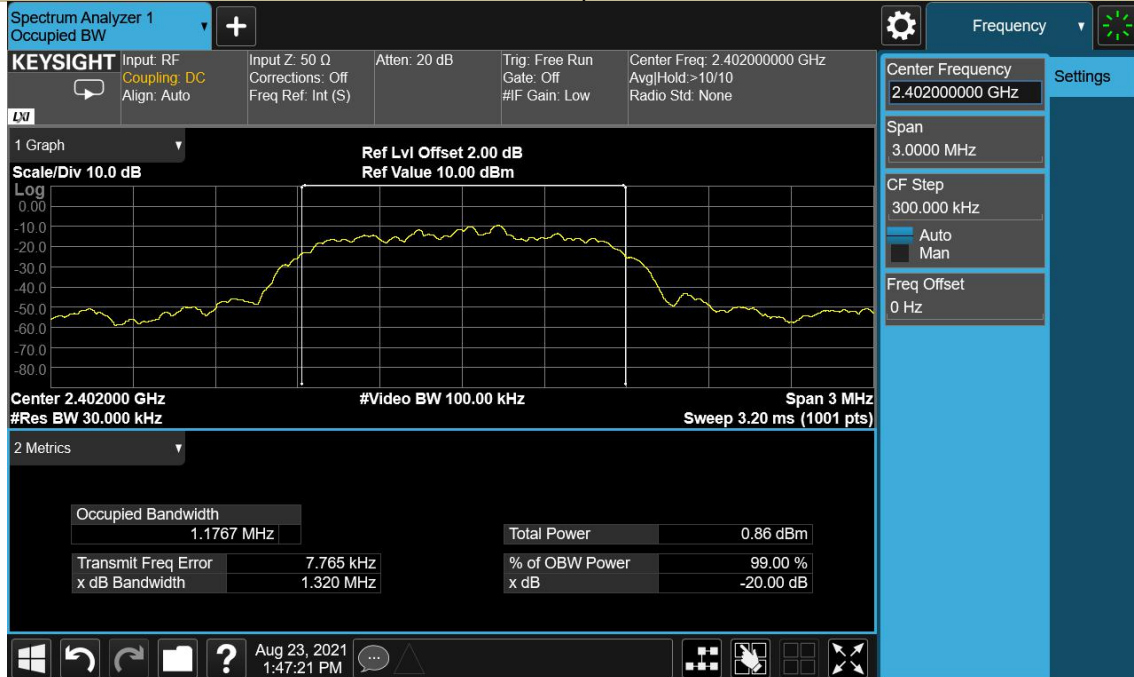 Spectrum Analyzer 1
Occupied BW
Frequency
KEYSIGHT
LXI
Input: RF
Coupling: DC
Align: Auto
Input Z: 50 Ω
Corrections: Off
Freq Ref: Int (S)
Atten: 20 dB
Trig: Free Run
Gate: Off
#IF Gain: Low
Center Freq: 2.402000000 GHz
Avg|Hold:>10/10
Radio Std: None
Center Frequency
2.402000000 GHz
Settings
Span
3.0000 MHz
CF Step
300.000 kHz
Auto
Man
Freq Offset
0 Hz
1 Graph
Scale/Div 10.0 dB
Ref Lvl Offset 2.00 dB
Ref Value 10.00 dBm
Log
0.00
-10.0
-20.0
-30.0
-40.0
-50.0
-60.0
-70.0
-80.0
Center 2.402000 GHz
#Res BW 30.000 kHz
#Video BW 100.00 kHz
Span 3 MHz
Sweep 3.20 ms (1001 pts)
2 Metrics
Occupied Bandwidth
1.1767 MHz
Total Power 0.86 dBm
Transmit Freq Error 7.765 kHz
% of OBW Power 99.00 %
x dB Bandwidth 1.320 MHz
x dB -20.00 dB
?
Aug 23, 2021
1:47:21 PM